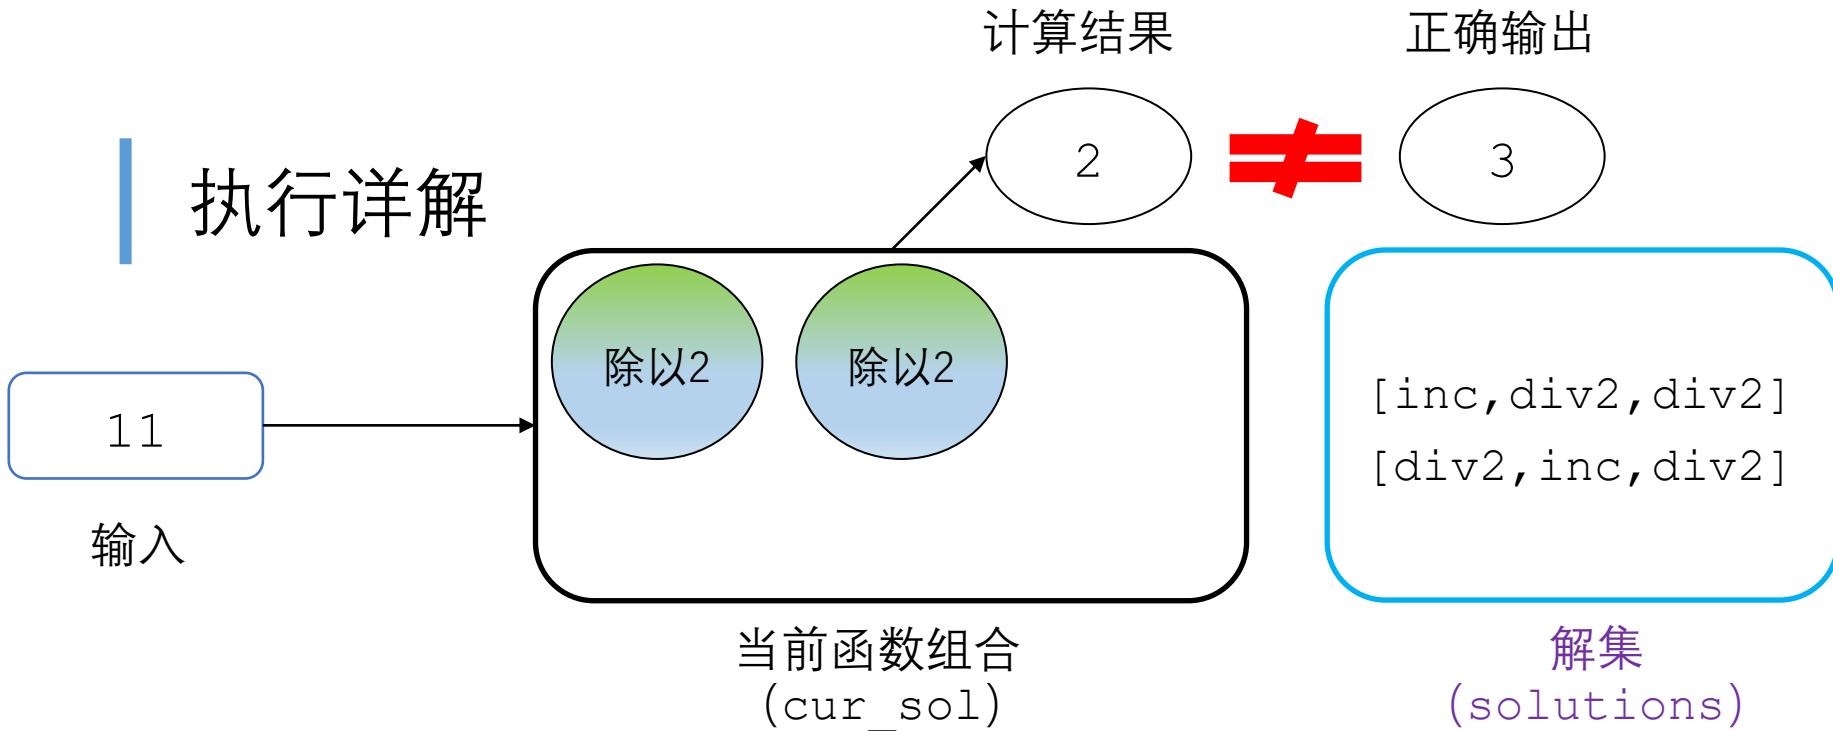 计算结果
正确输出
2
3
执行详解
除以2
除以2
11
[inc,div2,div2]
[div2,inc,div2]
输入
当前函数组合
(cur_sol)
解集
(solutions)